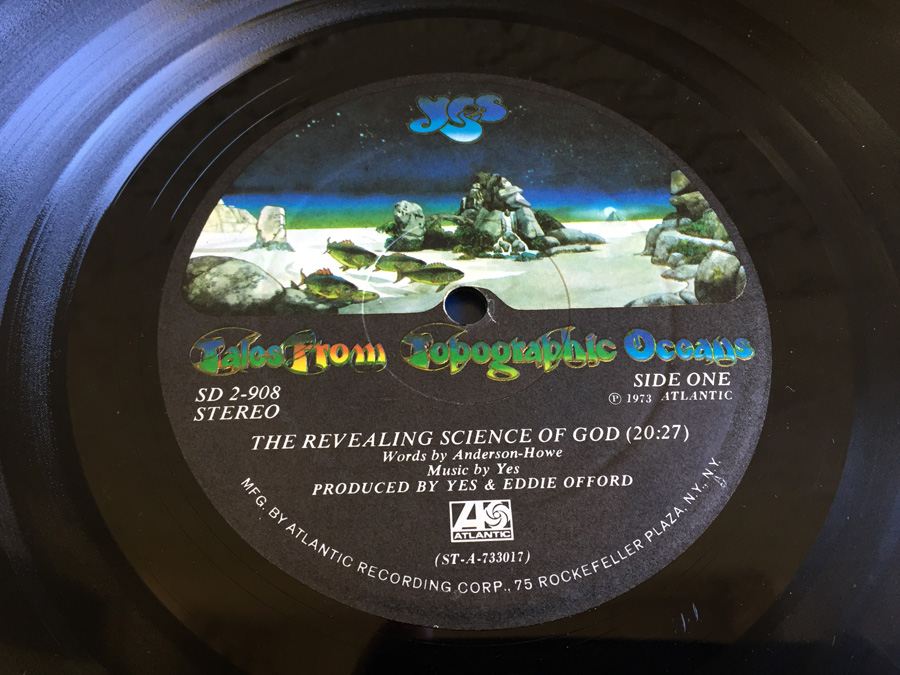 yes
Tales From Topographic Oceans
SD 2-908
STEREO
SIDE ONE
℗ 1973 ATLANTIC
THE REVEALING SCIENCE OF GOD (20:27)
Words by Anderson-Howe
Music by Yes
PRODUCED BY YES & EDDIE OFFORD
A
ATLANTIC
(ST-A-733017)
MFG. BY ATLANTIC RECORDING CORP., 75 ROCKEFELLER PLAZA, N.Y., N.Y.